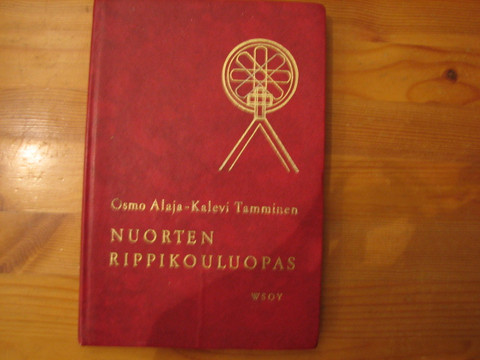 Osmo Alaja-Kalevi Tamminen
NUORTEN
RIPPIKOULUOPAS
WSOY